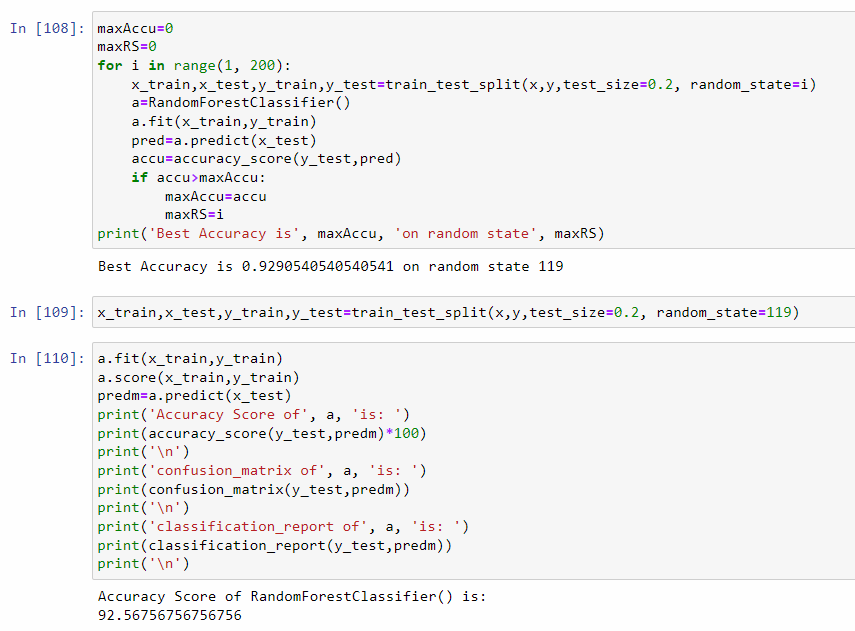 In [108]: maxAccu=0
maxRS=0
for i in range(1, 200):
    x_train,x_test,y_train,y_test=train_test_split(x,y,test_size=0.2, random_state=i)
    a=RandomForestClassifier()
    a.fit(x_train,y_train)
    pred=a.predict(x_test)
    accu=accuracy_score(y_test,pred)
    if accu>maxAccu:
        maxAccu=accu
        maxRS=i
print('Best Accuracy is', maxAccu, 'on random state', maxRS)
Best Accuracy is 0.9290540540540541 on random state 119
In [109]: x_train,x_test,y_train,y_test=train_test_split(x,y,test_size=0.2, random_state=119)
In [110]: a.fit(x_train,y_train)
a.score(x_train,y_train)
predm=a.predict(x_test)
print('Accuracy Score of', a, 'is: ')
print(accuracy_score(y_test,predm)*100)
print('\n')
print('confusion_matrix of', a, 'is: ')
print(confusion_matrix(y_test,predm))
print('\n')
print('classification_report of', a, 'is: ')
print(classification_report(y_test,predm))
print('\n')
Accuracy Score of RandomForestClassifier() is:
92.56756756756756